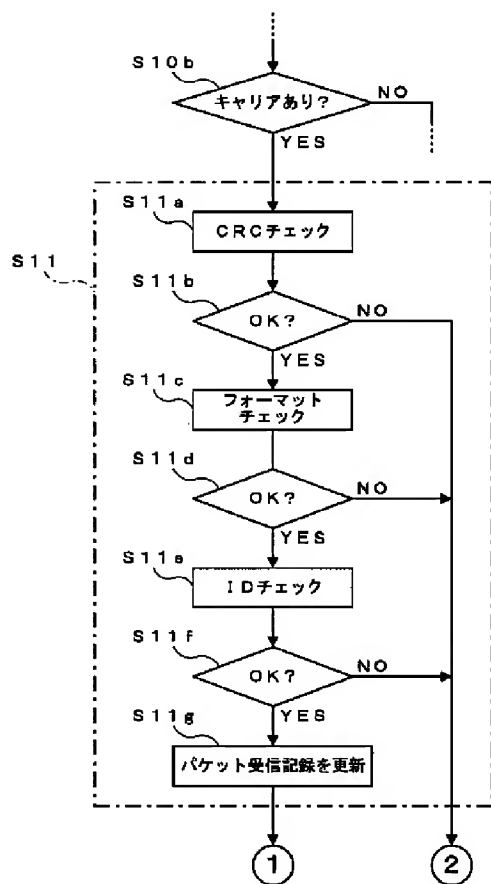 S10b
キャリアあり?
NO
YES
S11a
CRCチェック
S11
S11b
OK?
NO
YES
S11c
フォーマット
チェック
S11d
OK?
NO
YES
S11e
IDチェック
S11f
OK?
NO
YES
S11g
パケット受信記録を更新
1
2